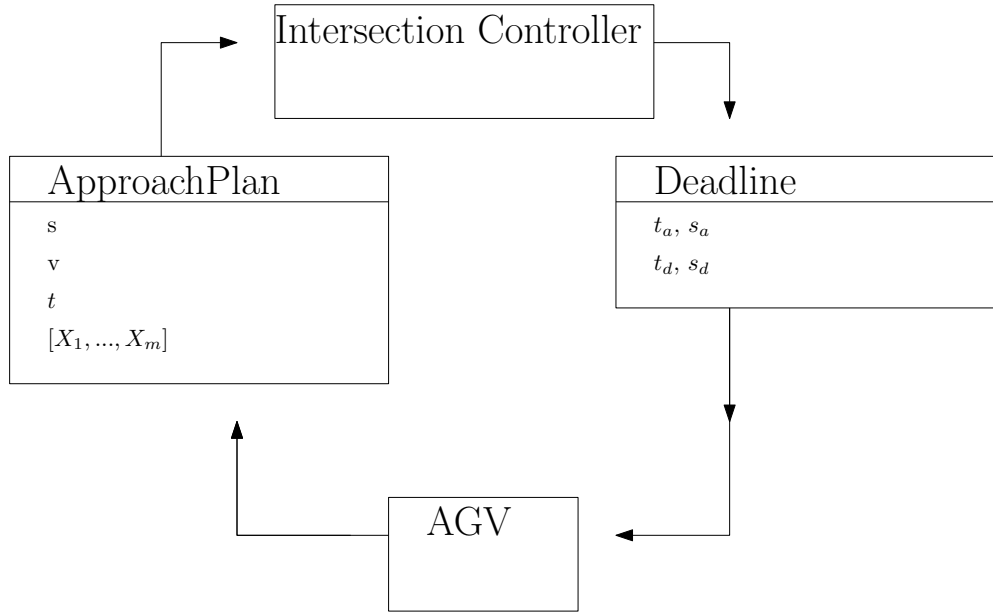 Intersection Controller
ApproachPlan
s
v
t
[X_1, ..., X_m]
Deadline
t_a, s_a
t_d, s_d
AGV